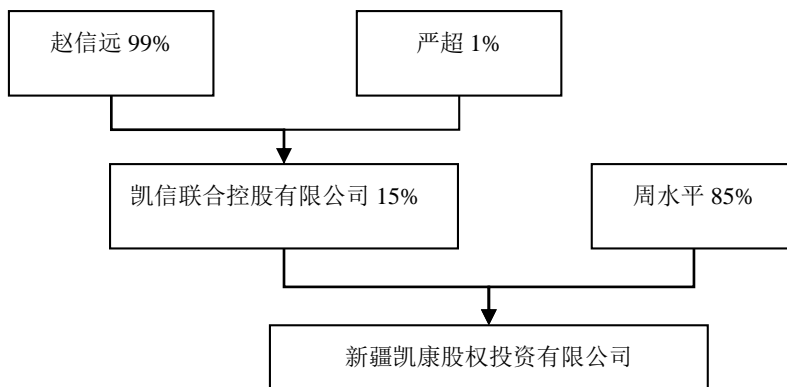 赵信远 99%
严超 1%
凯信联合控股有限公司 15%
周水平 85%
新疆凯康股权投资有限公司